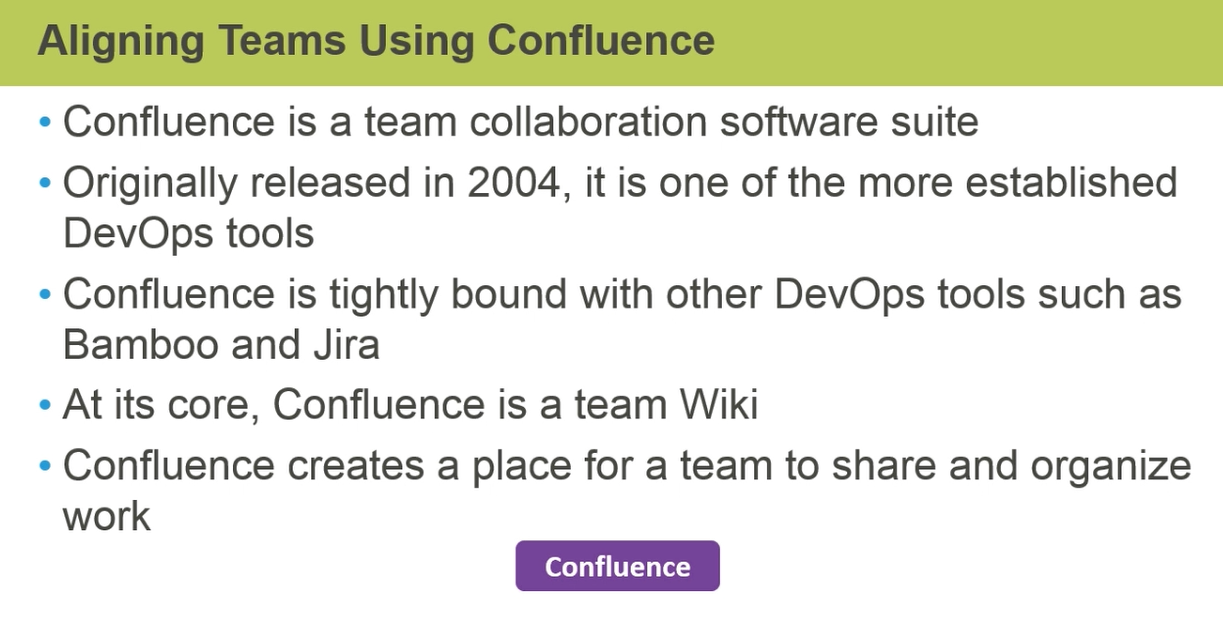 Aligning Teams Using Confluence
• Confluence is a team collaboration software suite
• Originally released in 2004, it is one of the more established
DevOps tools
• Confluence is tightly bound with other DevOps tools such as
Bamboo and Jira
• At its core, Confluence is a team Wiki
• Confluence creates a place for a team to share and organize
work
Confluence